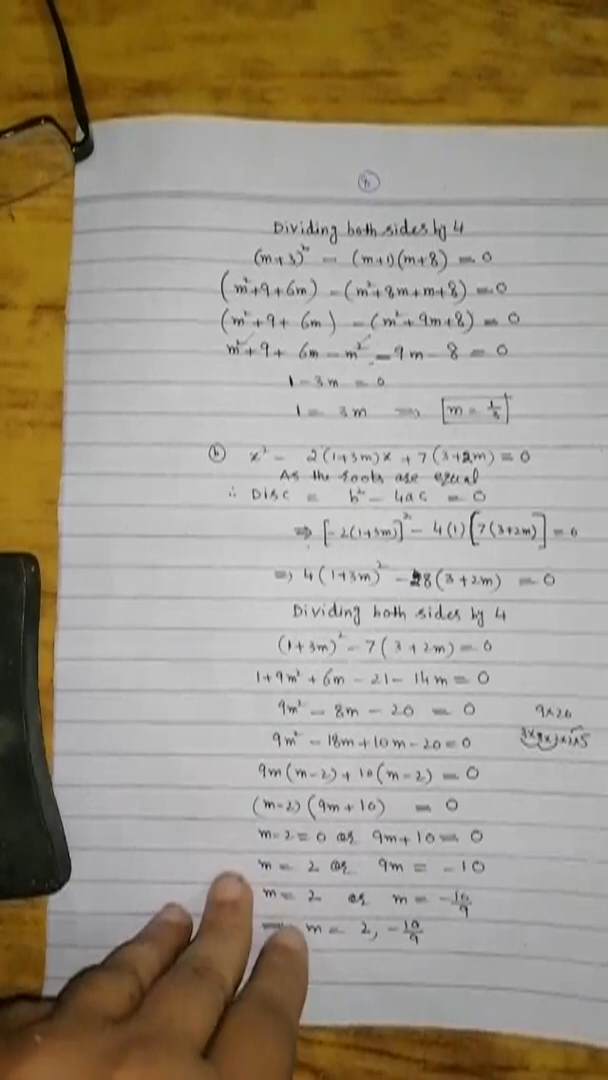 Dividing both sides by 4
(m+3)² - (m+1)(m+8) = 0
(m²+9+6m) - (m²+8m+m+8) = 0
(m²+9+6m) - (m²+9m+8) = 0
m²+9+6m-m²-9m-8 = 0
1-3m = 0
1 = 3m ⇒ [m = 1/3]
(b) x² - 2(1+3m)x + 7(3+2m) = 0
As the roots are equal
∴ Disc = b² - 4ac = 0
⇒ [-2(1+3m)]² - 4(1)[7(3+2m)] = 0
⇒ 4(1+3m)² - 28(3+2m) = 0
Dividing both sides by 4
(1+3m)² - 7(3+2m) = 0
1+9m²+6m-21-14m = 0
9m² - 8m - 20 = 0 9×20
9m² - 18m + 10m - 20 = 0
9m(m-2) + 10(m-2) = 0
(m-2)(9m+10) = 0
m-2=0 or 9m+10 = 0
m = 2 or 9m = -10
m = 2 or m = -10/9
⇒ m = 2, -10/9